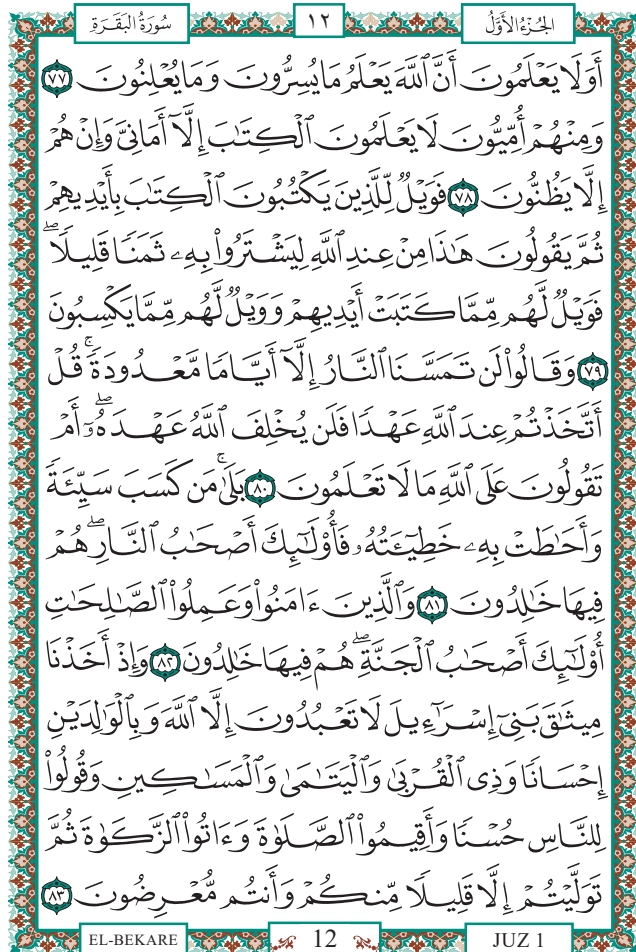 الجُزْءُ الأَوَّلُ
١٢
سُورَةُ البَقَرَةِ
أَوَلَا يَعْلَمُونَ أَنَّ ٱللَّهَ يَعْلَمُ مَا يُسِرُّونَ وَمَا يُعْلِنُونَ ٧٧
وَمِنْهُمْ أُمِّيُّونَ لَا يَعْلَمُونَ ٱلْكِتَٰبَ إِلَّآ أَمَانِىَّ وَإِنْ هُمْ
إِلَّا يَظُنُّونَ ٧٨ فَوَيْلٌ لِّلَّذِينَ يَكْتُبُونَ ٱلْكِتَٰبَ بِأَيْدِيهِمْ
ثُمَّ يَقُولُونَ هَٰذَا مِنْ عِندِ ٱللَّهِ لِيَشْتَرُوا۟ بِهِۦ ثَمَنًا قَلِيلًا ۖ
فَوَيْلٌ لَّهُم مِّمَّا كَتَبَتْ أَيْدِيهِمْ وَوَيْلٌ لَّهُم مِّمَّا يَكْسِبُونَ
٧٩ وَقَالُوا۟ لَن تَمَسَّنَا ٱلنَّارُ إِلَّآ أَيَّامًا مَّعْدُودَةً ۚ قُلْ
أَتَّخَذْتُمْ عِندَ ٱللَّهِ عَهْدًا فَلَن يُخْلِفَ ٱللَّهُ عَهْدَهُۥٓ ۖ أَمْ
تَقُولُونَ عَلَى ٱللَّهِ مَا لَا تَعْلَمُونَ ٨٠ بَلَىٰ ۚ مَن كَسَبَ سَيِّئَةً
وَأَحَٰطَتْ بِهِۦ خَطِيٓـَٔتُهُۥ فَأُو۟لَٰٓئِكَ أَصْحَٰبُ ٱلنَّارِ ۖ هُمْ
فِيهَا خَٰلِدُونَ ٨١ وَٱلَّذِينَ ءَامَنُوا۟ وَعَمِلُوا۟ ٱلصَّٰلِحَٰتِ
أُو۟لَٰٓئِكَ أَصْحَٰبُ ٱلْجَنَّةِ ۖ هُمْ فِيهَا خَٰلِدُونَ ٨٢ وَإِذْ أَخَذْنَا
مِيثَٰقَ بَنِىٓ إِسْرَٰٓءِيلَ لَا تَعْبُدُونَ إِلَّا ٱللَّهَ وَبِٱلْوَٰلِدَيْنِ
إِحْسَانًا وَذِى ٱلْقُرْبَىٰ وَٱلْيَتَٰمَىٰ وَٱلْمَسَٰكِينِ وَقُولُوا۟
لِلنَّاسِ حُسْنًا وَأَقِيمُوا۟ ٱلصَّلَوٰةَ وَءَاتُوا۟ ٱلزَّكَوٰةَ ثُمَّ
تَوَلَّيْتُمْ إِلَّا قَلِيلًا مِّنكُمْ وَأَنتُم مُّعْرِضُونَ ٨٣
EL-BEKARE
12
JUZ 1